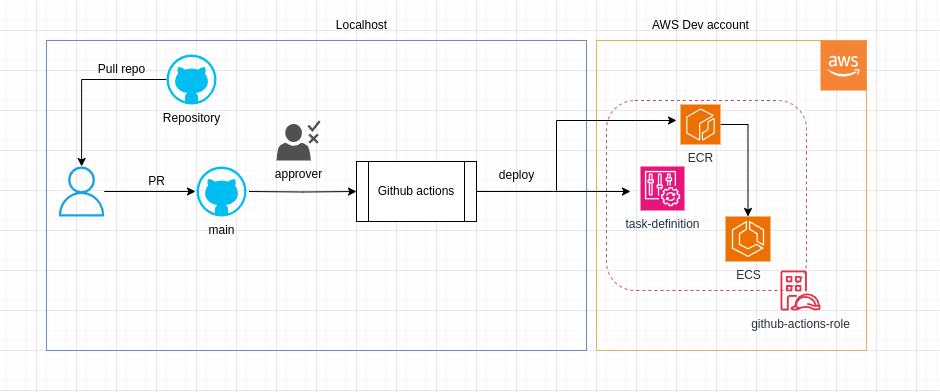 Localhost
AWS Dev account
aws
Pull repo
Repository
approver
PR
main
Github actions
deploy
ECR
task-definition
ECS
github-actions-role